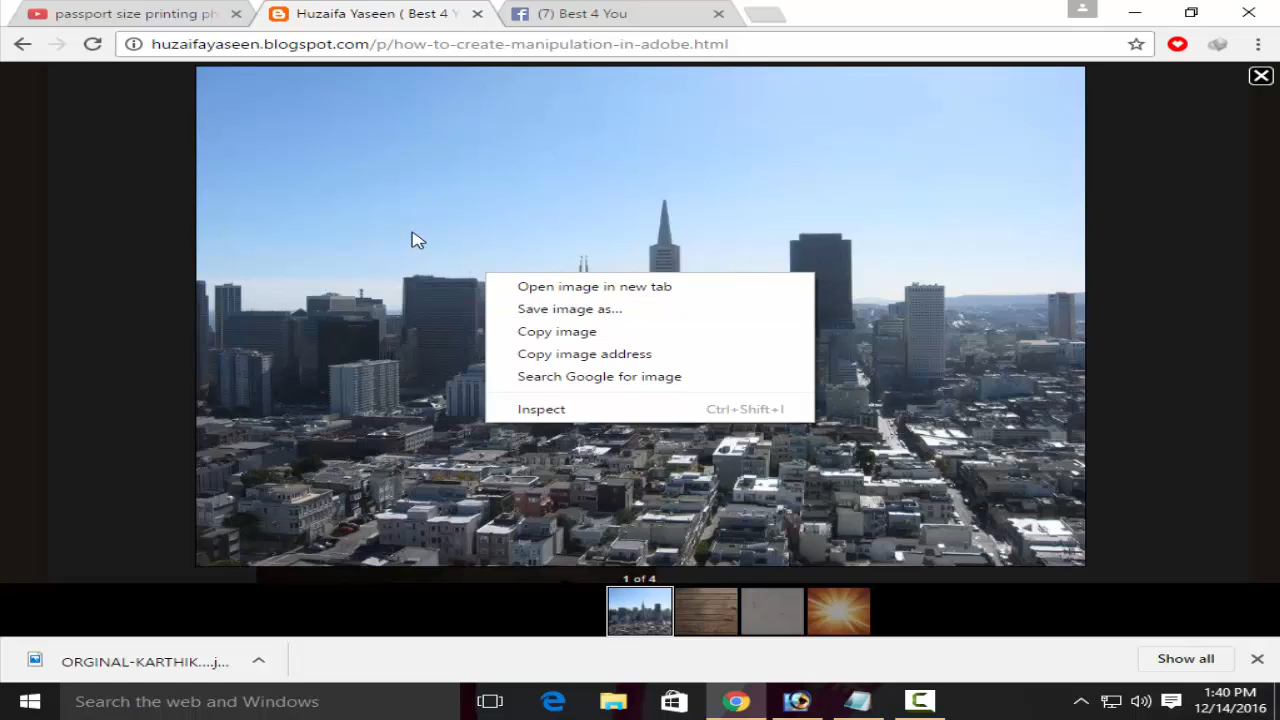 passport size printing ph
Huzaifa Yaseen ( Best 4 Y
(7) Best 4 You
huzaifayaseen.blogspot.com/p/how-to-create-manipulation-in-adobe.html
Open image in new tab
Save image as...
Copy image
Copy image address
Search Google for image
Inspect Ctrl+Shift+I
1 of 4
ORGINAL-KARTHIK....j...
Show all
Search the web and Windows
1:40 PM
12/14/2016